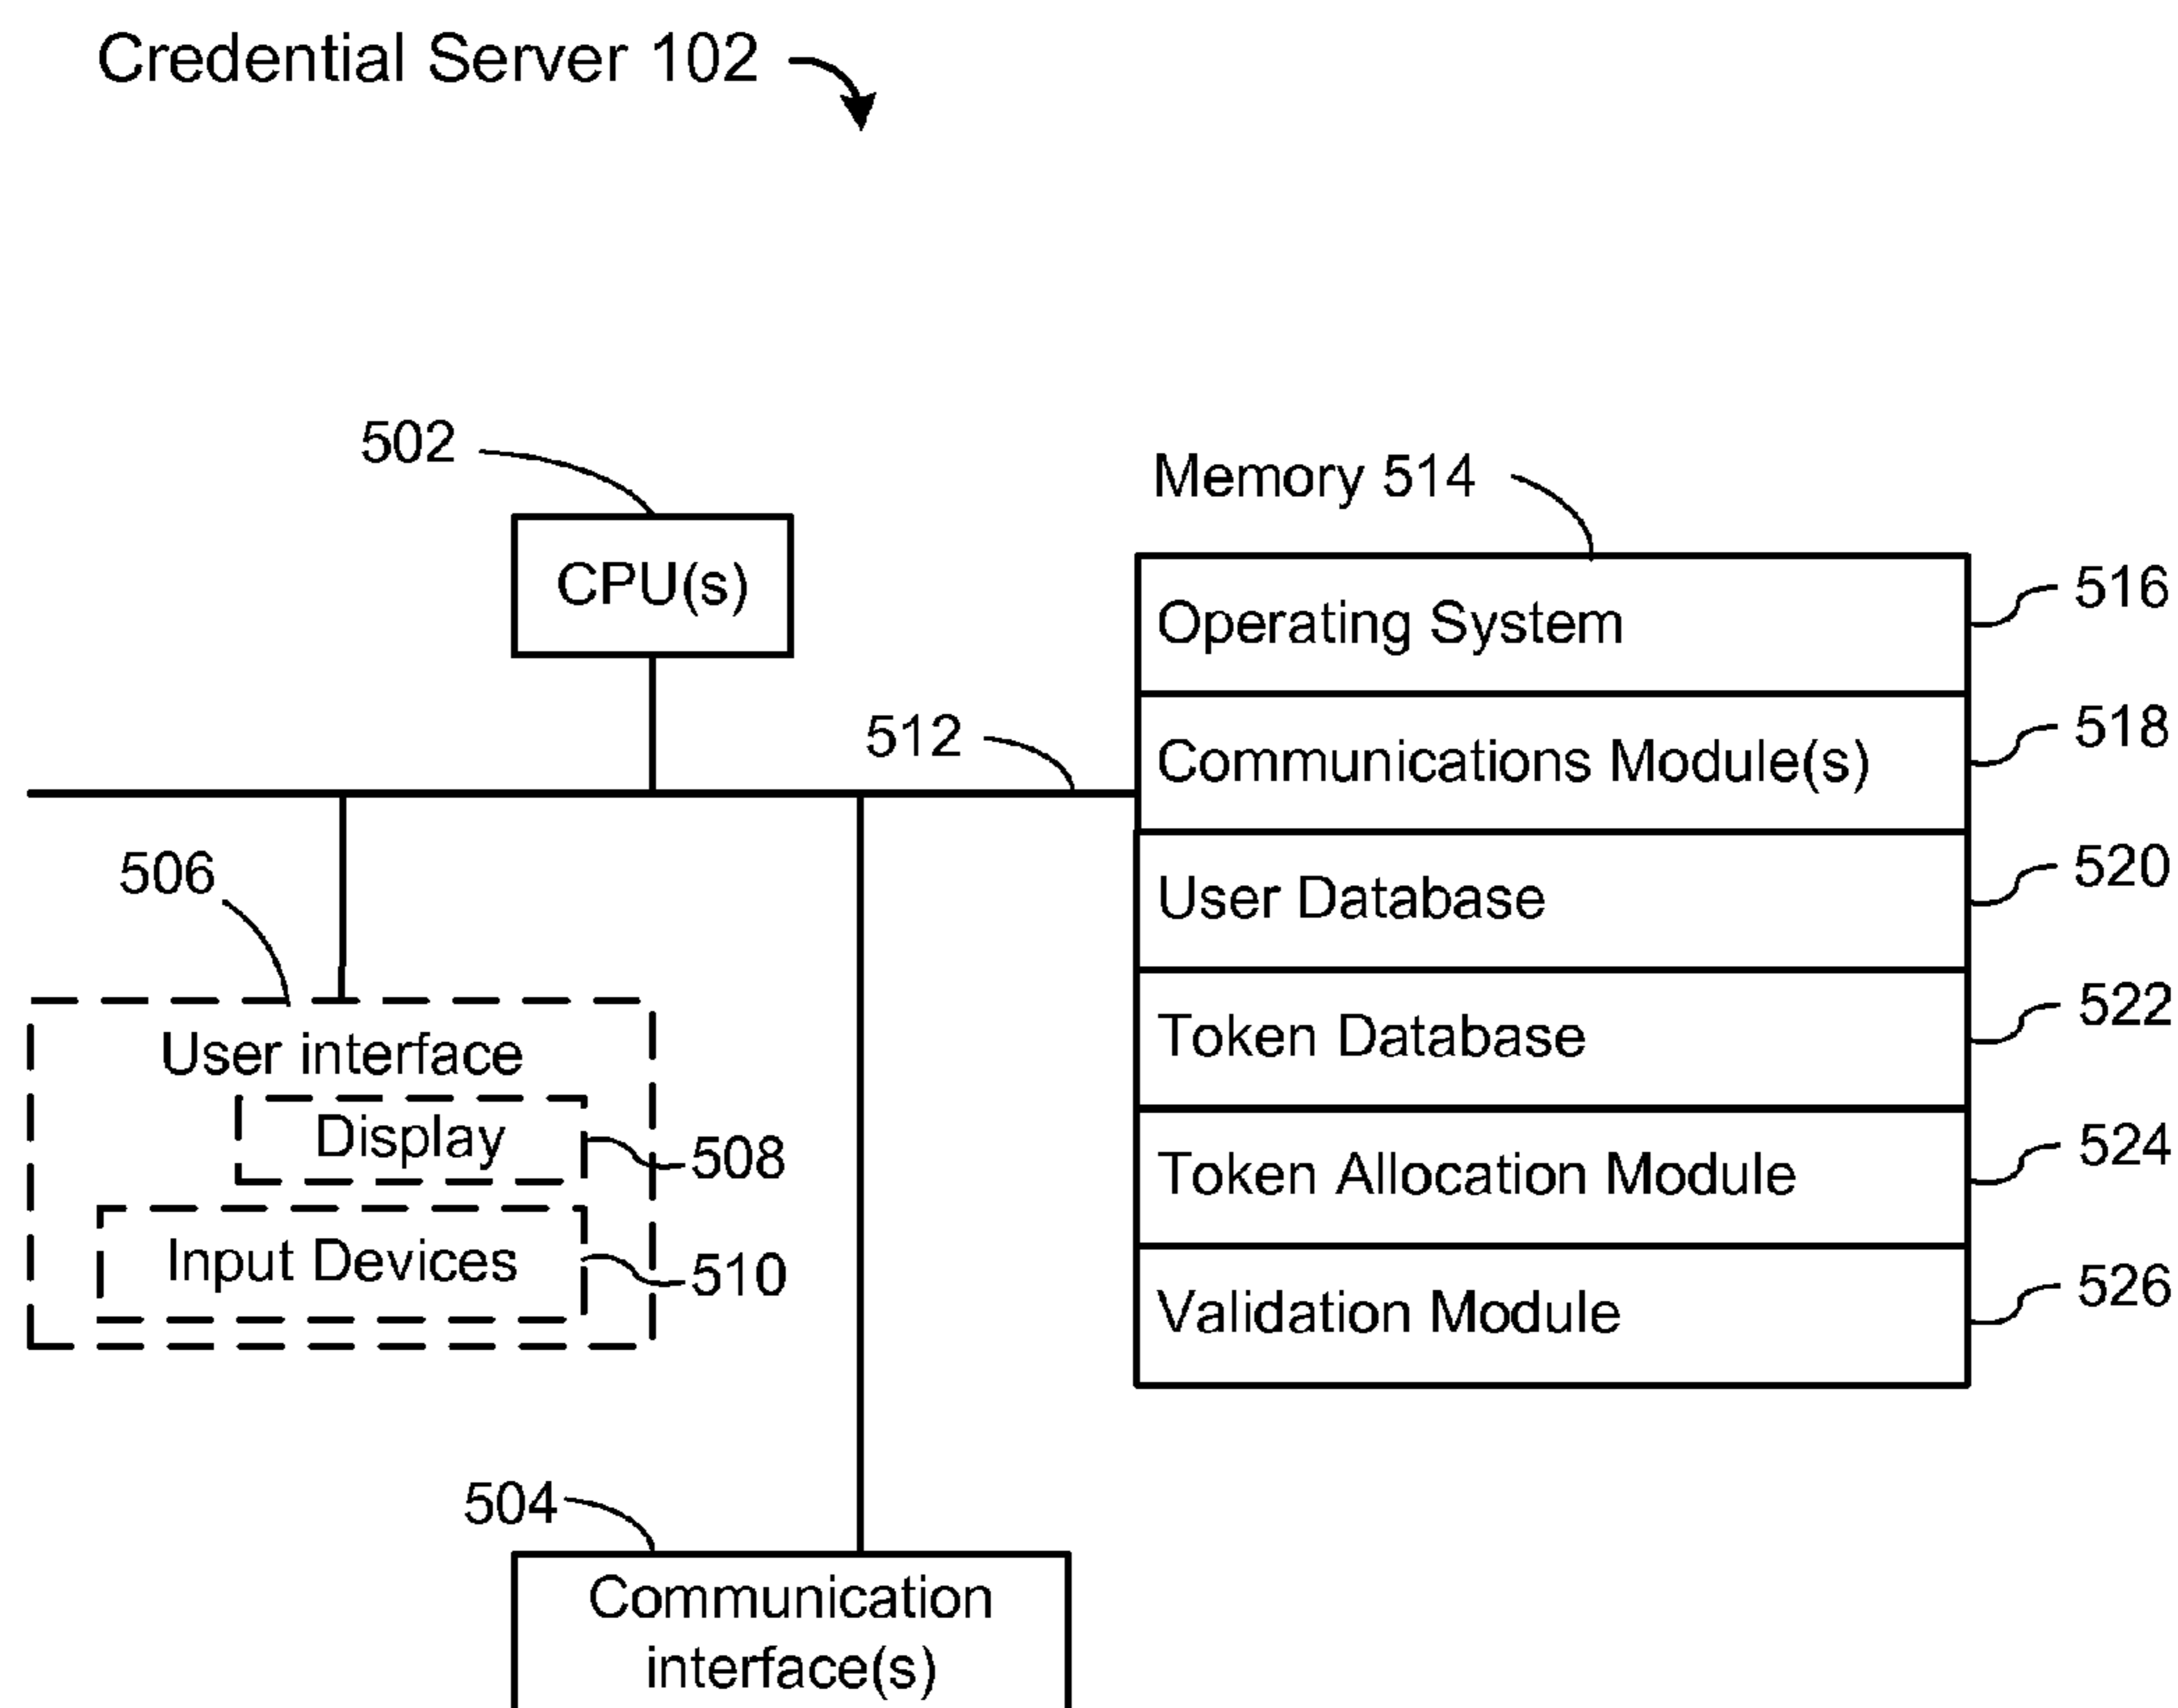 Credential Server 102
502
CPU(s)
Memory 514
Operating System
516
Communications Module(s)
518
512
User Database
520
506
Token Database
522
User interface
Display
508
Token Allocation Module
524
Input Devices
510
Validation Module
526
504
Communication
interface(s)